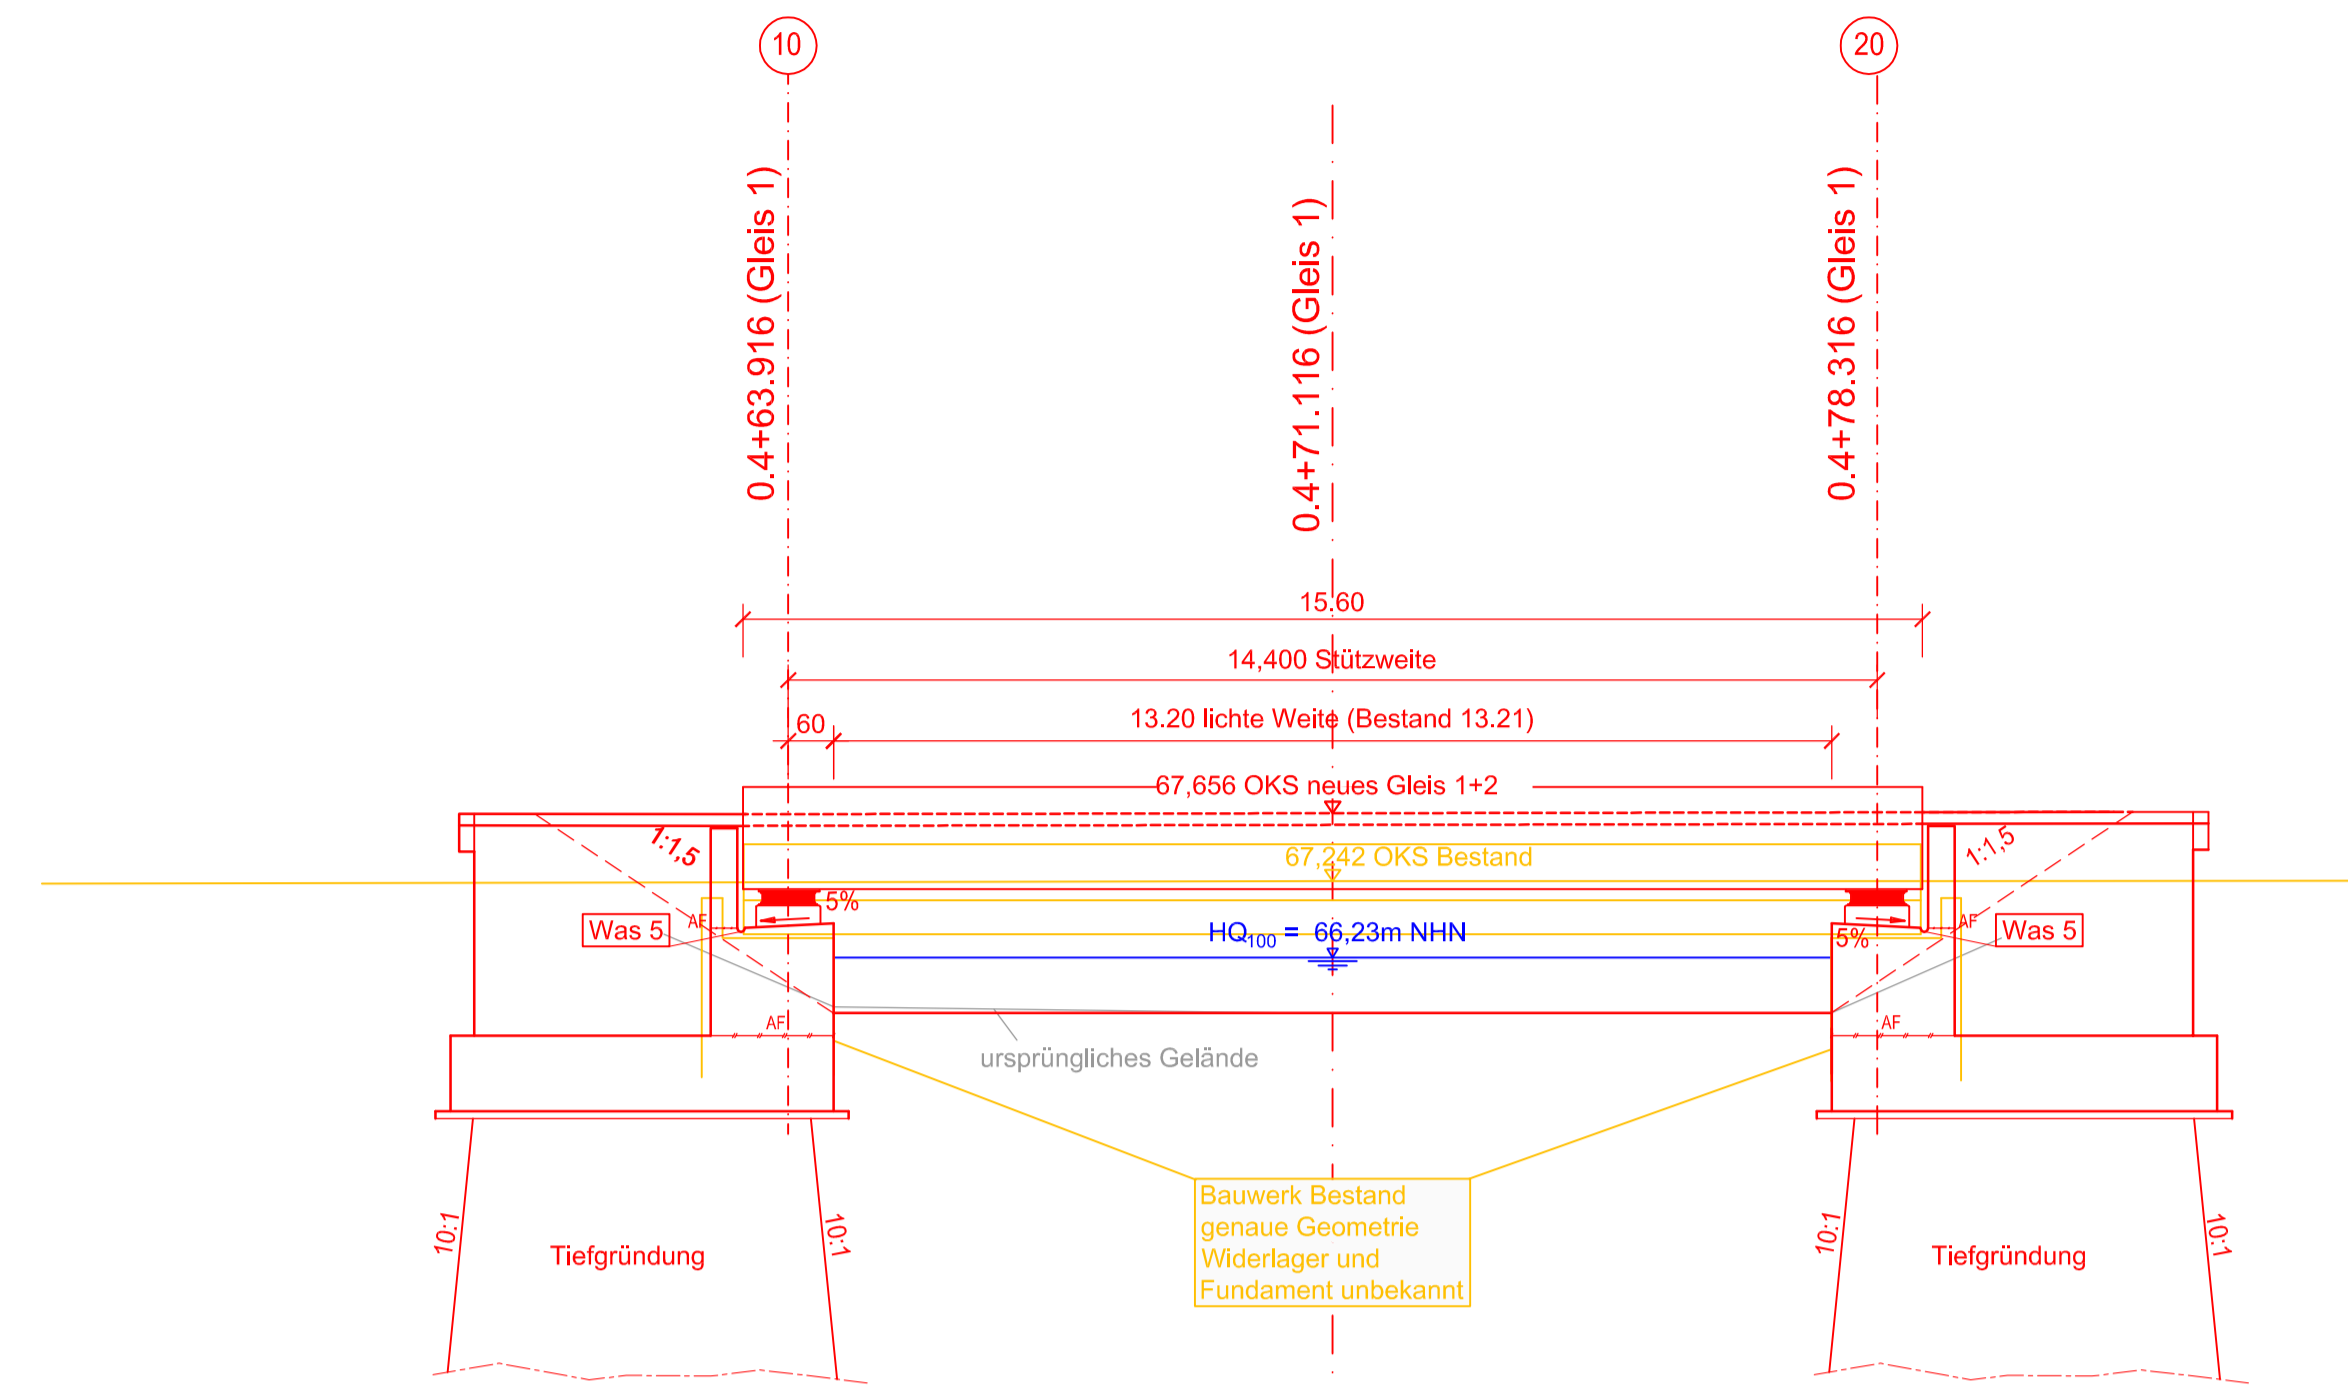 10
20
0.4+63.916 (Gleis 1)
0.4+71.116 (Gleis 1)
0.4+78.316 (Gleis 1)
15.60
14,400 Stützweite
60
13.20 lichte Weite (Bestand 13.21)
67,656 OKS neues Gleis 1+2
1:1,5
1:1,5
67,242 OKS Bestand
5%
AF
Was 5
HQ100 = 66,23m NHN
5%
AF
Was 5
AF
AF
ursprüngliches Gelände
Bauwerk Bestand
genaue Geometrie
Widerlager und
Fundament unbekannt
10:1
Tiefgründung
10:1
10:1
Tiefgründung
10:1